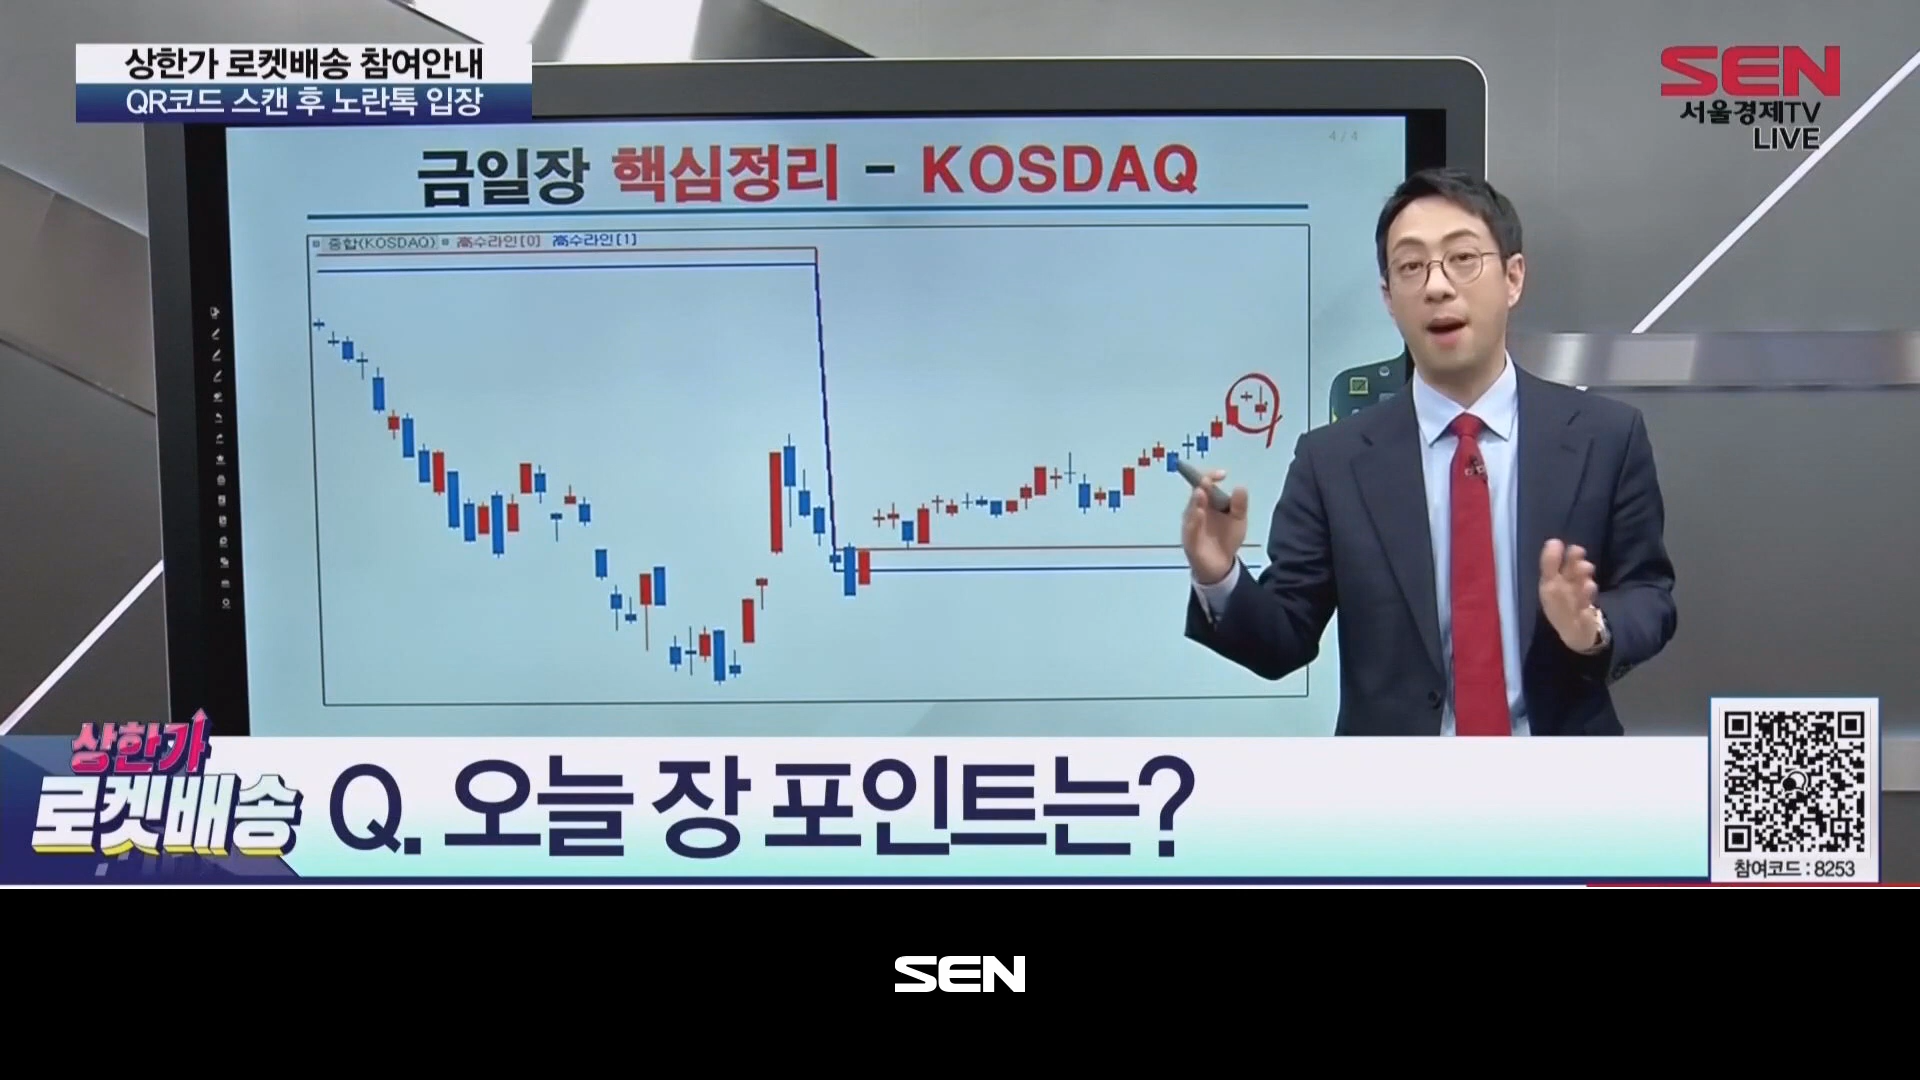 상한가 로켓배송 참여안내
QR코드 스캔 후 노란톡 입장
SEN
서울경제TV
LIVE
4 / 4
금일장 핵심정리 - KOSDAQ
종합(KOSDAQ) 高수라인[0] 高수라인[1]
상한가
로켓배송
Q. 오늘 장 포인트는?
참여코드 : 8253
SEN